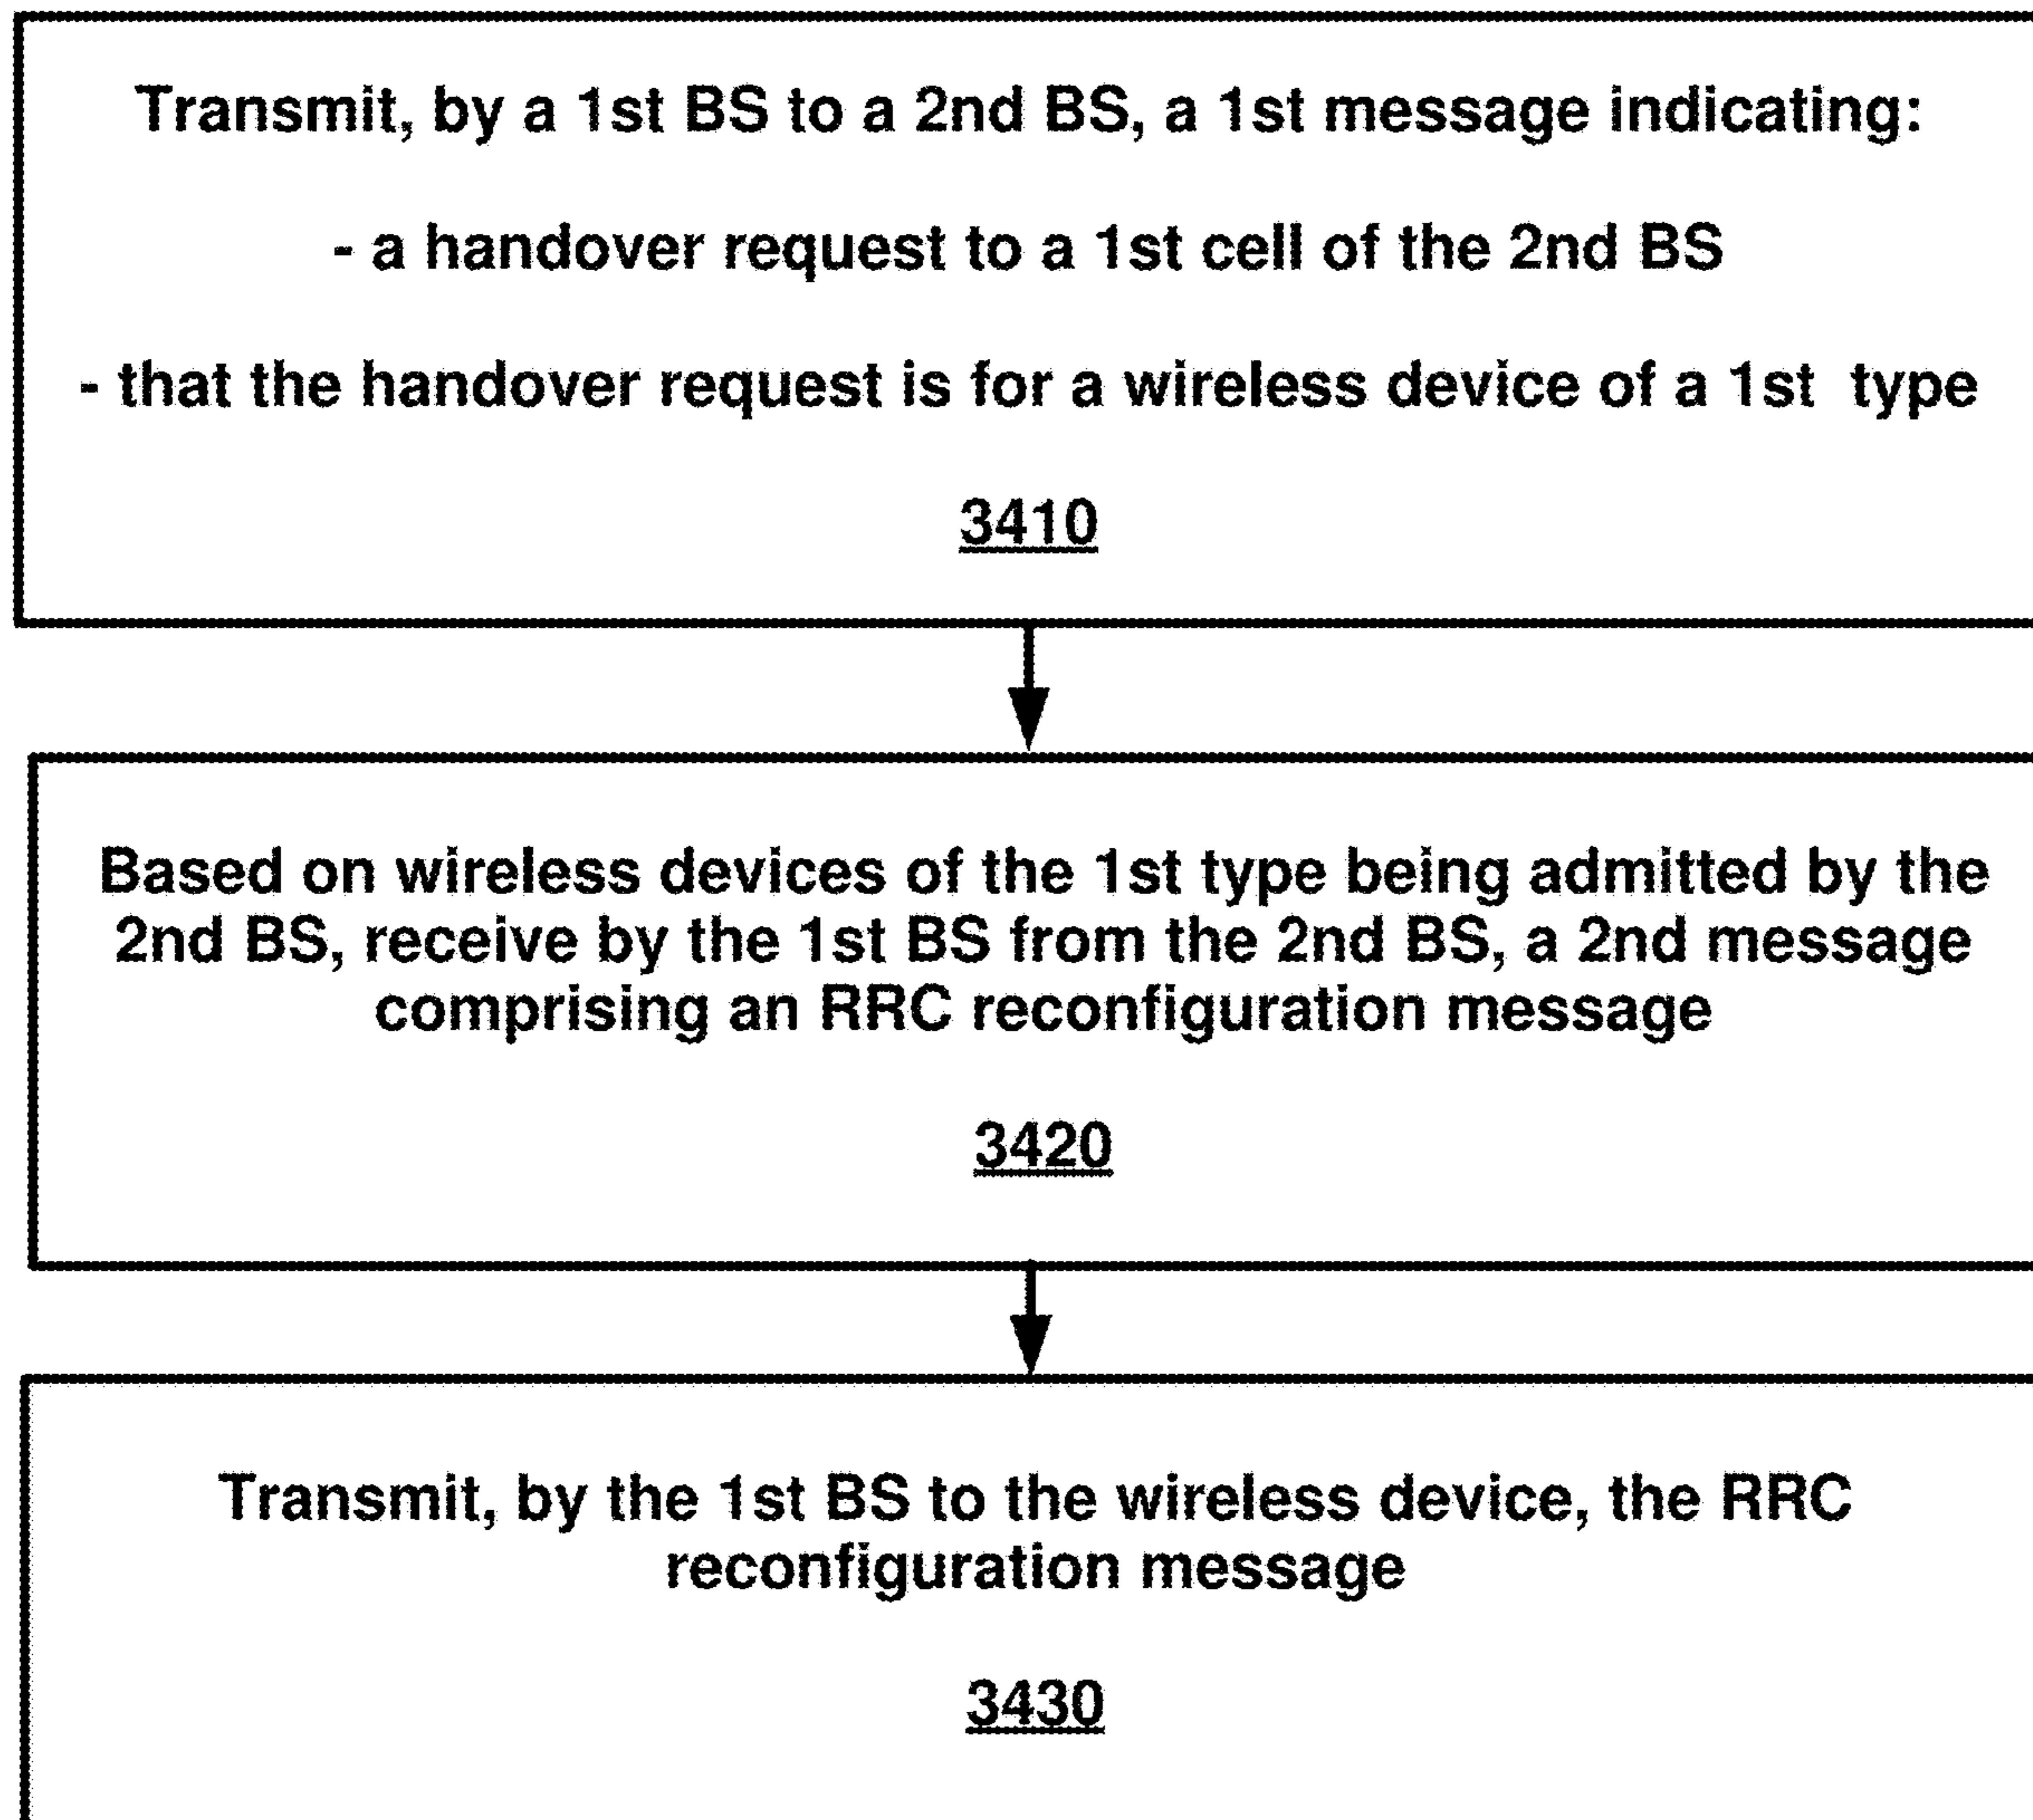 Transmit, by a 1st BS to a 2nd BS, a 1st message indicating:
- a handover request to a 1st cell of the 2nd BS
- that the handover request is for a wireless device of a 1st type
3410
Based on wireless devices of the 1st type being admitted by the
2nd BS, receive by the 1st BS from the 2nd BS, a 2nd message
comprising an RRC reconfiguration message
3420
Transmit, by the 1st BS to the wireless device, the RRC
reconfiguration message
3430